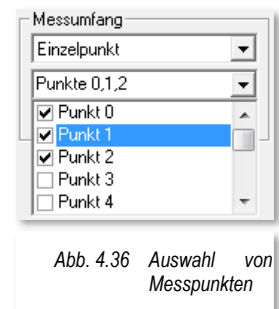 Messumfang
Einzelpunkt
Punkte 0,1,2
Punkt 0
Punkt 1
Punkt 2
Punkt 3
Punkt 4
Abb. 4.36 Auswahl von
Messpunkten